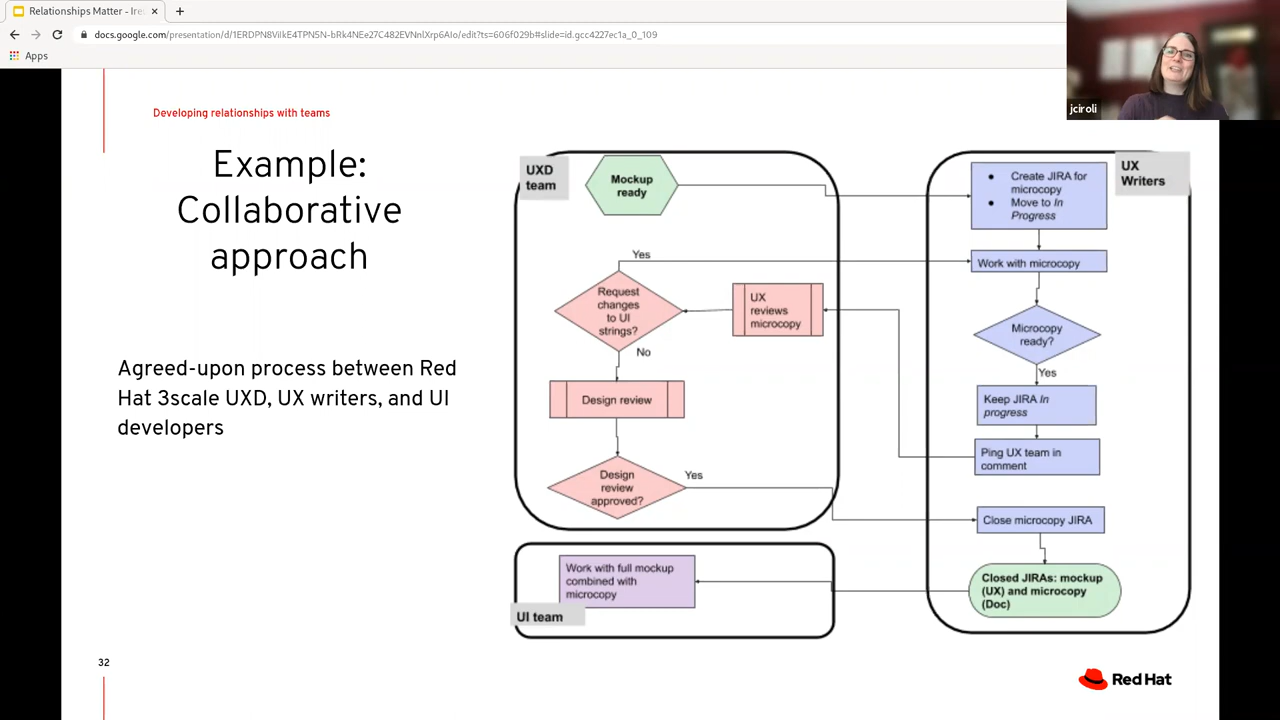 Relationships Matter - Ire
docs.google.com/presentation/d/1ERDPN8ViIkE4TPN5N-bRk4NEe27C482EVNnlXrp6AIo/edit?ts=606f029b#slide=id.gcc4227ec1a_0_109
Apps
jciroli
Developing relationships with teams
Example:
Collaborative
approach
Agreed-upon process between Red
Hat 3scale UXD, UX writers, and UI
developers
UXD
team
Mockup
ready
Yes
Request
changes
to UI
strings?
UX
reviews
microcopy
No
Design review
Design
review
approved?
Yes
UX
Writers
● Create JIRA for
microcopy
● Move to In
Progress
Work with microcopy
Microcopy
ready?
Yes
Keep JIRA In
progress
Ping UX team in
comment
Close microcopy JIRA
Closed JIRAs: mockup
(UX) and microcopy
(Doc)
Work with full mockup
combined with
microcopy
UI team
32
Red Hat